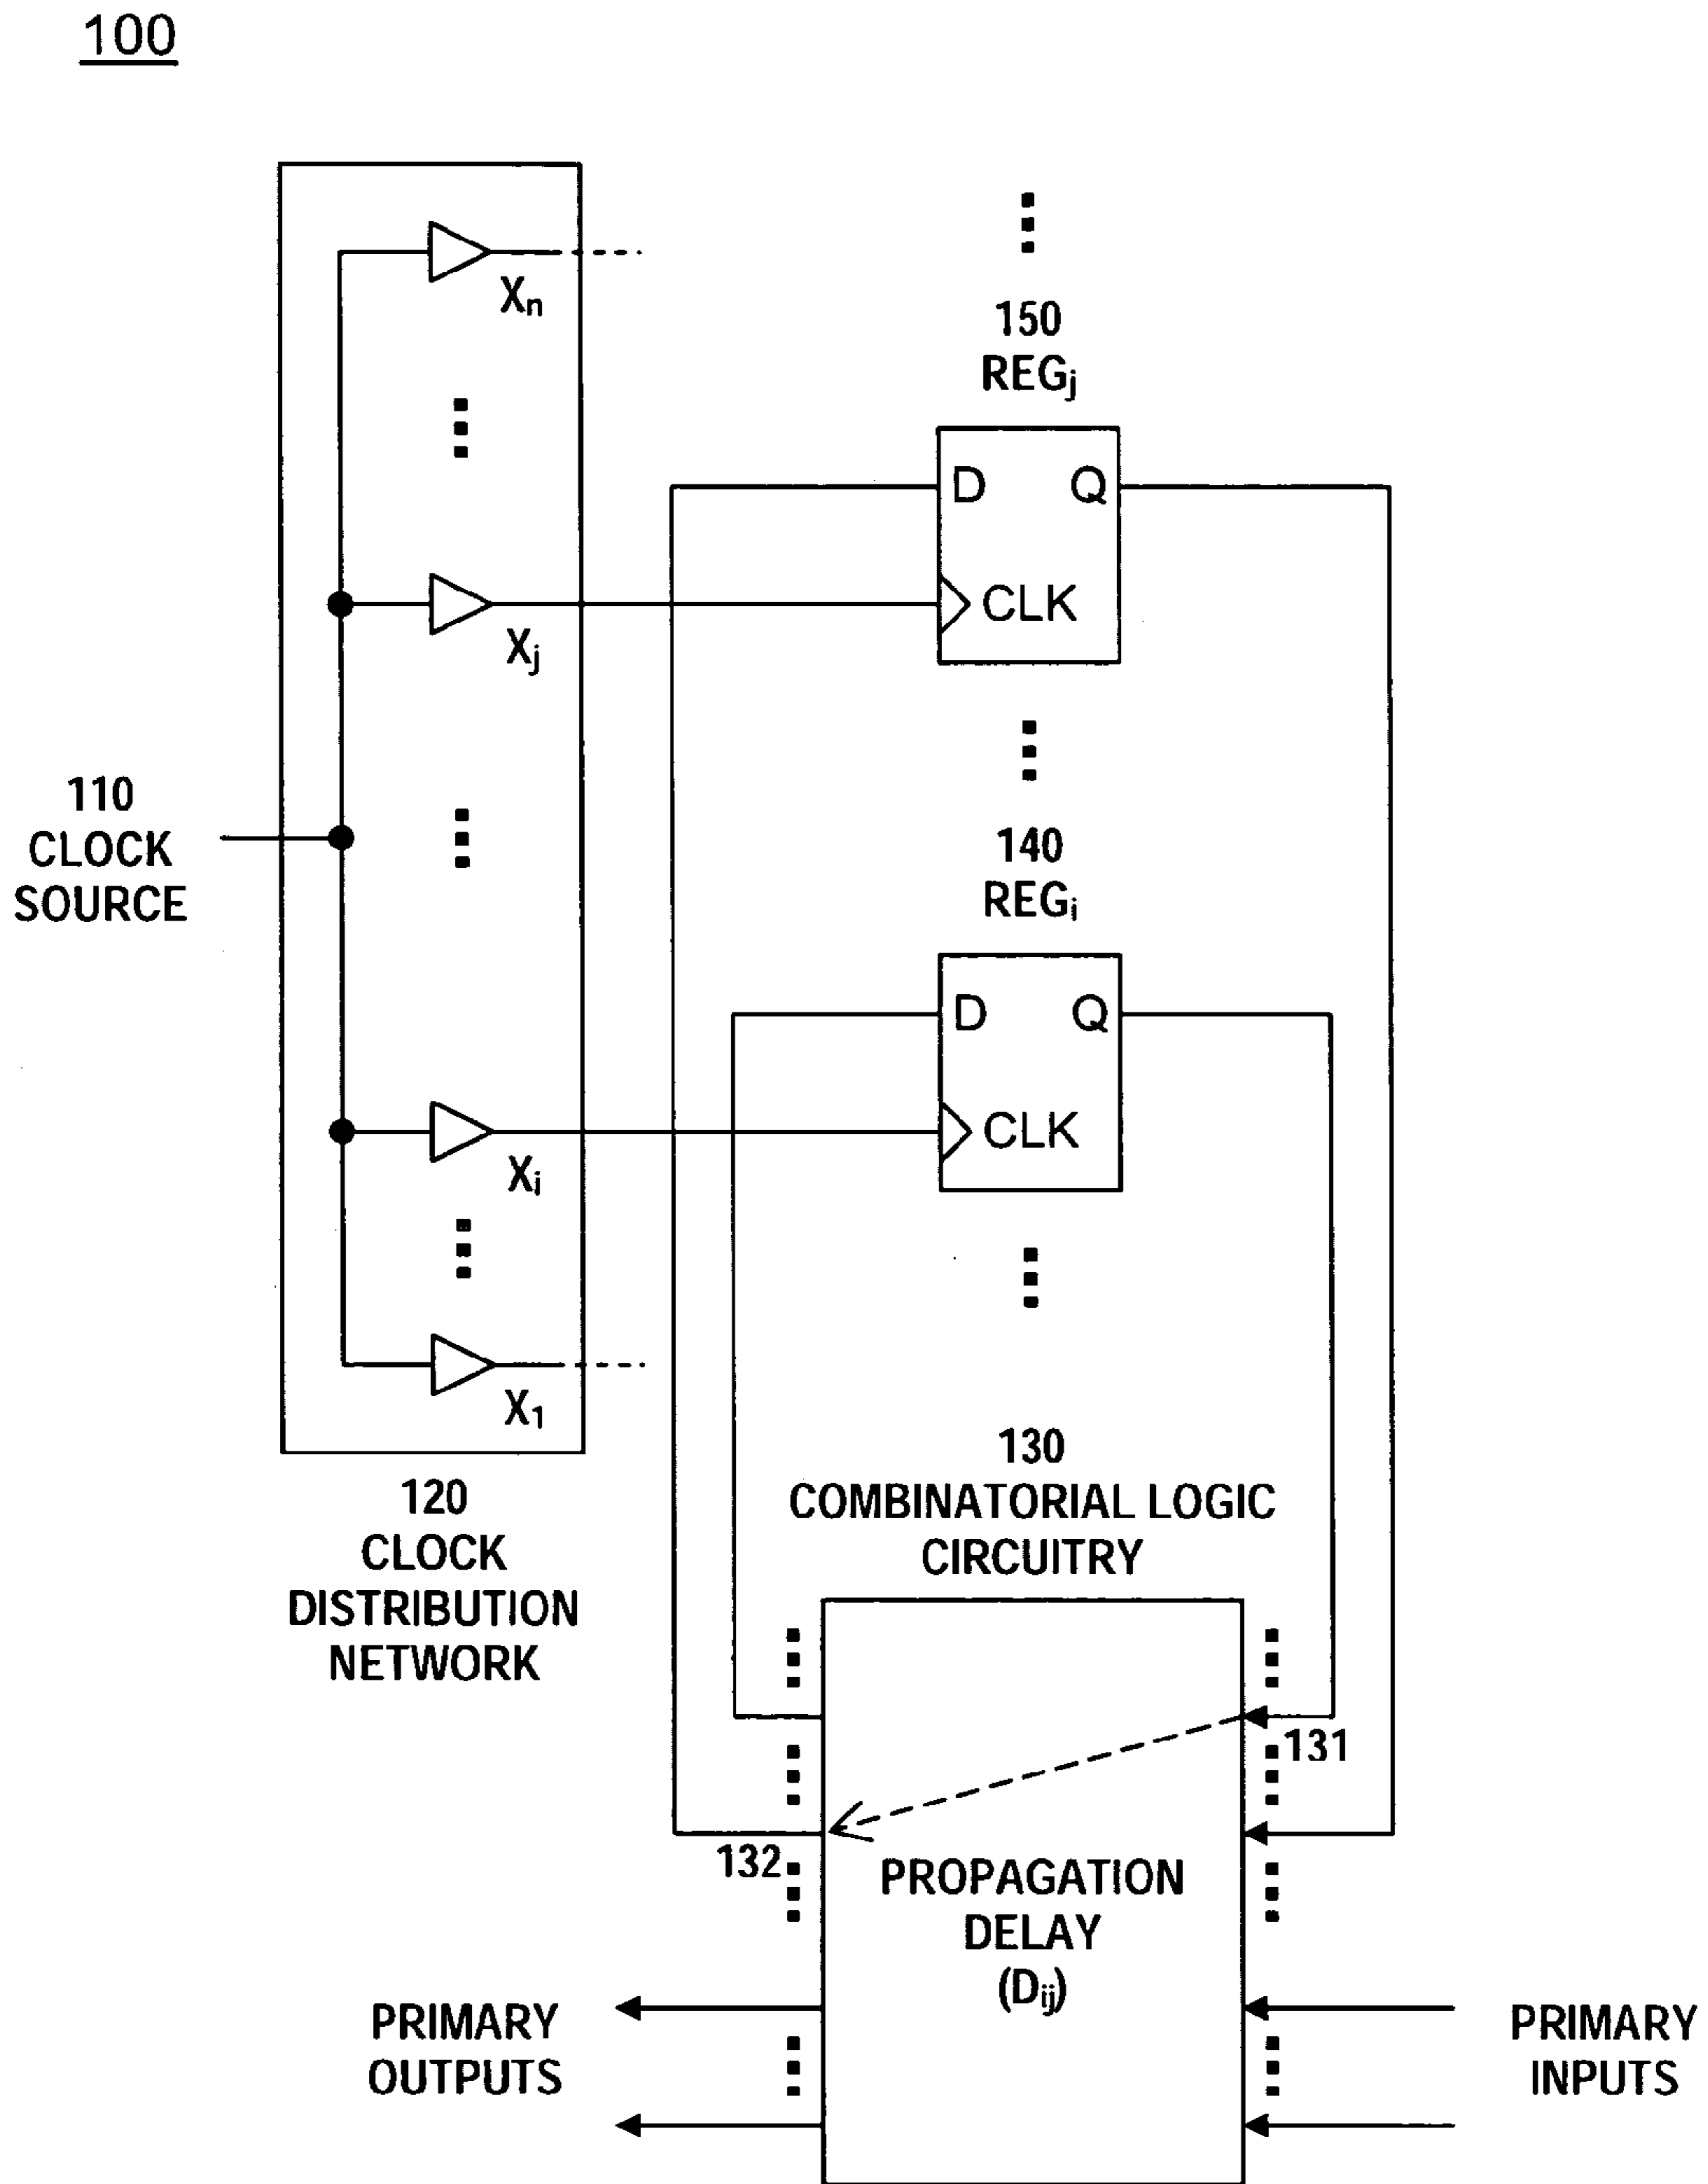 100
Xn
150
REGj
D Q
CLK
Xj
110
CLOCK
SOURCE
140
REGi
D Q
CLK
Xi
X1
120
CLOCK
DISTRIBUTION
NETWORK
130
COMBINATORIAL LOGIC
CIRCUITRY
131
132
PROPAGATION
DELAY
(Dij)
PRIMARY
OUTPUTS
PRIMARY
INPUTS